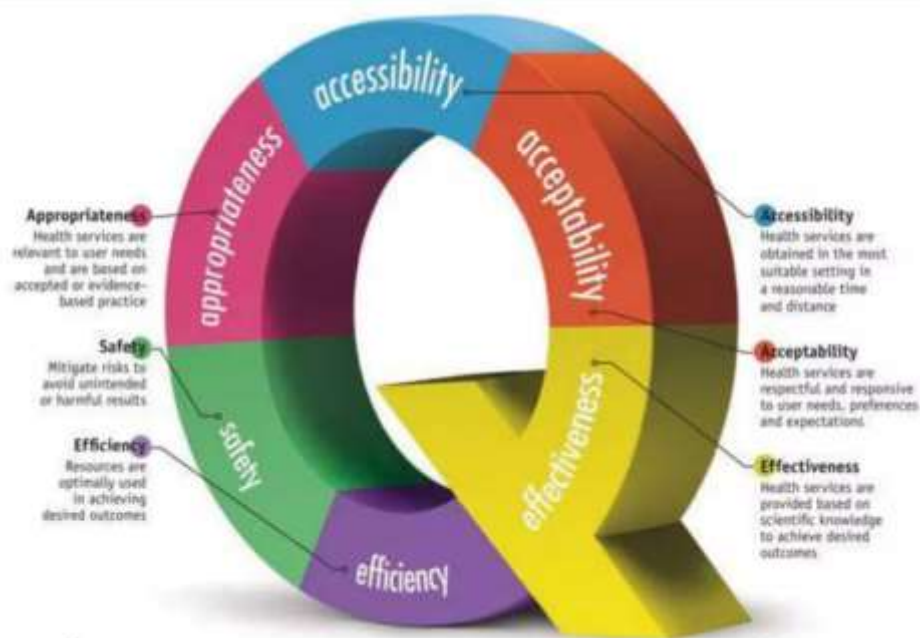 accessibility
acceptability
appropriateness
safety
effectiveness
efficiency
Appropriateness
Health services are
relevant to user needs
and are based on
accepted or evidence-
based practice
Safety
Mitigate risks to
avoid unintended
or harmful results
Efficiency
Resources are
optimally used
in achieving
desired outcomes
Accessibility
Health services are
obtained in the most
suitable setting in
a reasonable time
and distance
Acceptability
Health services are
respectful and responsive
to user needs, preferences
and expectations
Effectiveness
Health services are
provided based on
scientific knowledge
to achieve desired
outcomes